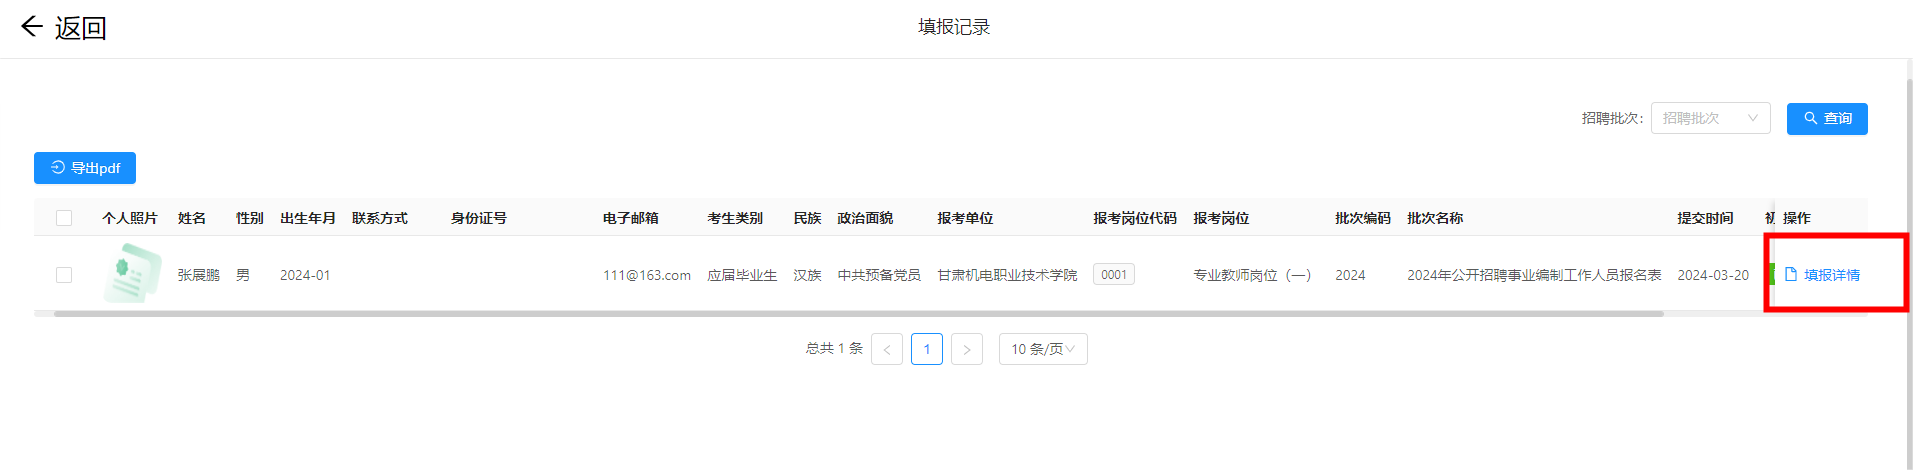 返回
填报记录
招聘批次： 招聘批次 查询
导出pdf
个人照片 姓名 性别 出生年月 联系方式 身份证号 电子邮箱 考生类别 民族 政治面貌 报考单位 报考岗位代码 报考岗位 批次编码 批次名称 提交时间 操作
张展鹏 男 2024-01 111@163.com 应届毕业生 汉族 中共预备党员 甘肃机电职业技术学院 0001 专业教师岗位（一） 2024 2024年公开招聘事业编制工作人员报名表 2024-03-20 填报详情
总共 1 条 < 1 > 10 条/页